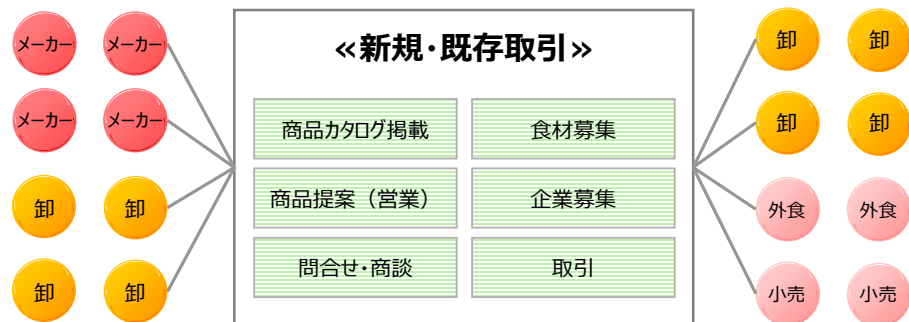 メーカー
メーカー
メーカー
メーカー
卸
卸
卸
卸
≪新規・既存取引≫
商品カタログ掲載
食材募集
商品提案（営業）
企業募集
問合せ・商談
取引
卸
卸
卸
卸
外食
外食
小売
小売